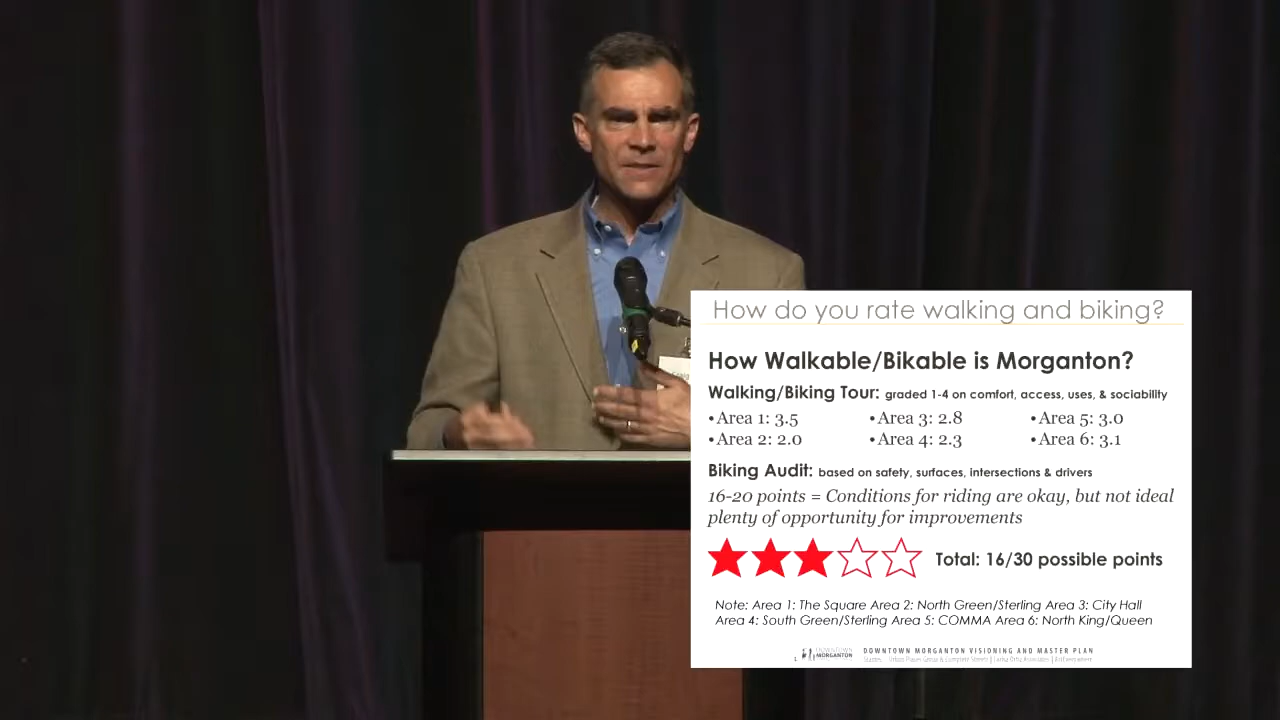 How do you rate walking and biking?
How Walkable/Bikable is Morganton?
Walking/Biking Tour: graded 1-4 on comfort, access, uses, & sociability
• Area 1: 3.5 • Area 3: 2.8 • Area 5: 3.0
• Area 2: 2.0 • Area 4: 2.3 • Area 6: 3.1
Biking Audit: based on safety, surfaces, intersections & drivers
16-20 points = Conditions for riding are okay, but not ideal
plenty of opportunity for improvements
Total: 16/30 possible points
Note: Area 1: The Square Area 2: North Green/Sterling Area 3: City Hall
Area 4: South Green/Sterling Area 5: COMMA Area 6: North King/Queen
DOWNTOWN
MORGANTON
DOWNTOWN MORGANTON VISIONING AND MASTER PLAN